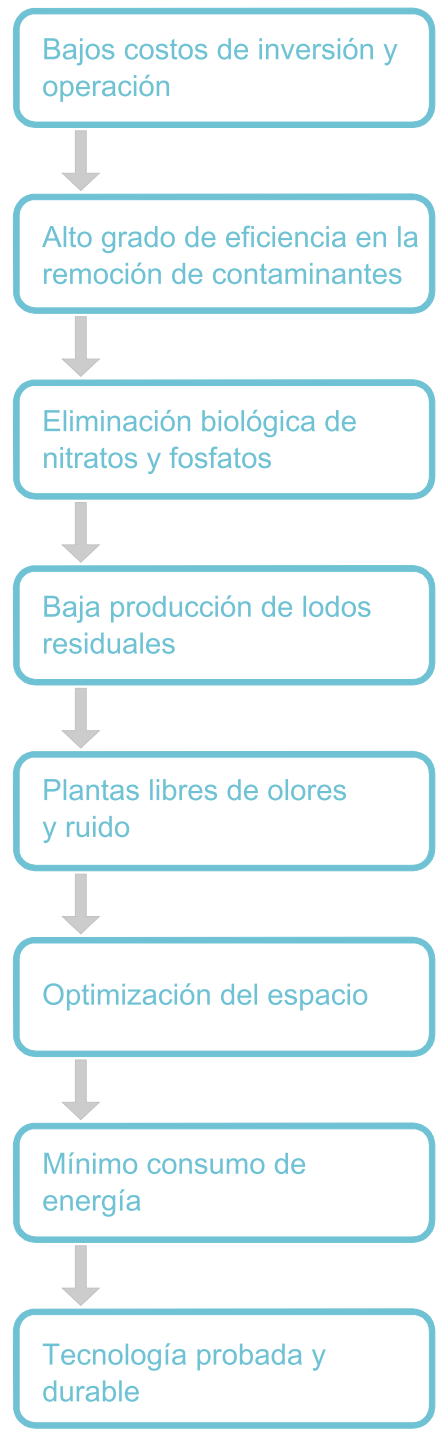 Bajos costos de inversión y
operación
Alto grado de eficiencia en la
remoción de contaminantes
Eliminación biológica de
nitratos y fosfatos
Baja producción de lodos
residuales
Plantas libres de olores
y ruido
Optimización del espacio
Mínimo consumo de
energía
Tecnología probada y
durable